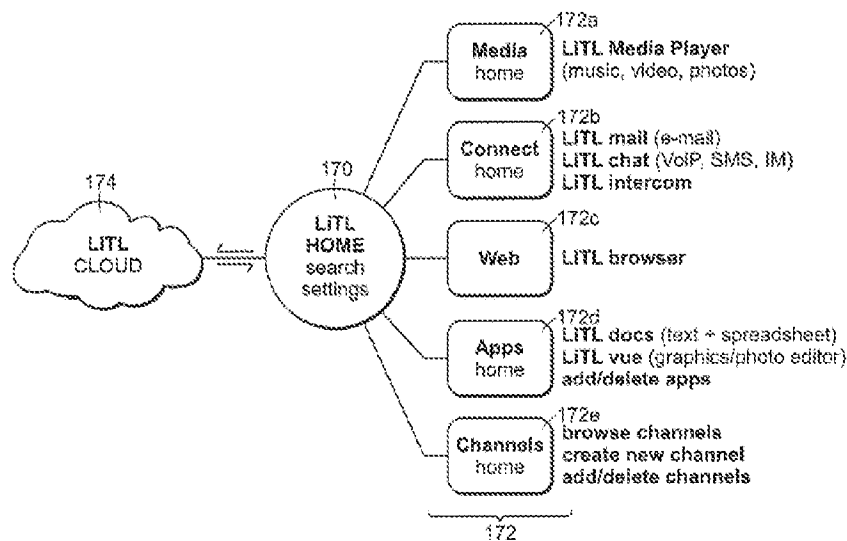 172a
Media
home
LiTL Media Player
(music, video, photos)
172b
Connect
home
LiTL mail (e-mail)
LiTL chat (VoIP, SMS, IM)
LiTL intercom
174
LiTL
CLOUD
170
LiTL
HOME
search
settings
172c
Web
LiTL browser
172d
Apps
home
LiTL docs (text + spreadsheet)
LiTL vue (graphics/photo editor)
add/delete apps
172e
Channels
home
browse channels
create new channel
add/delete channels
172